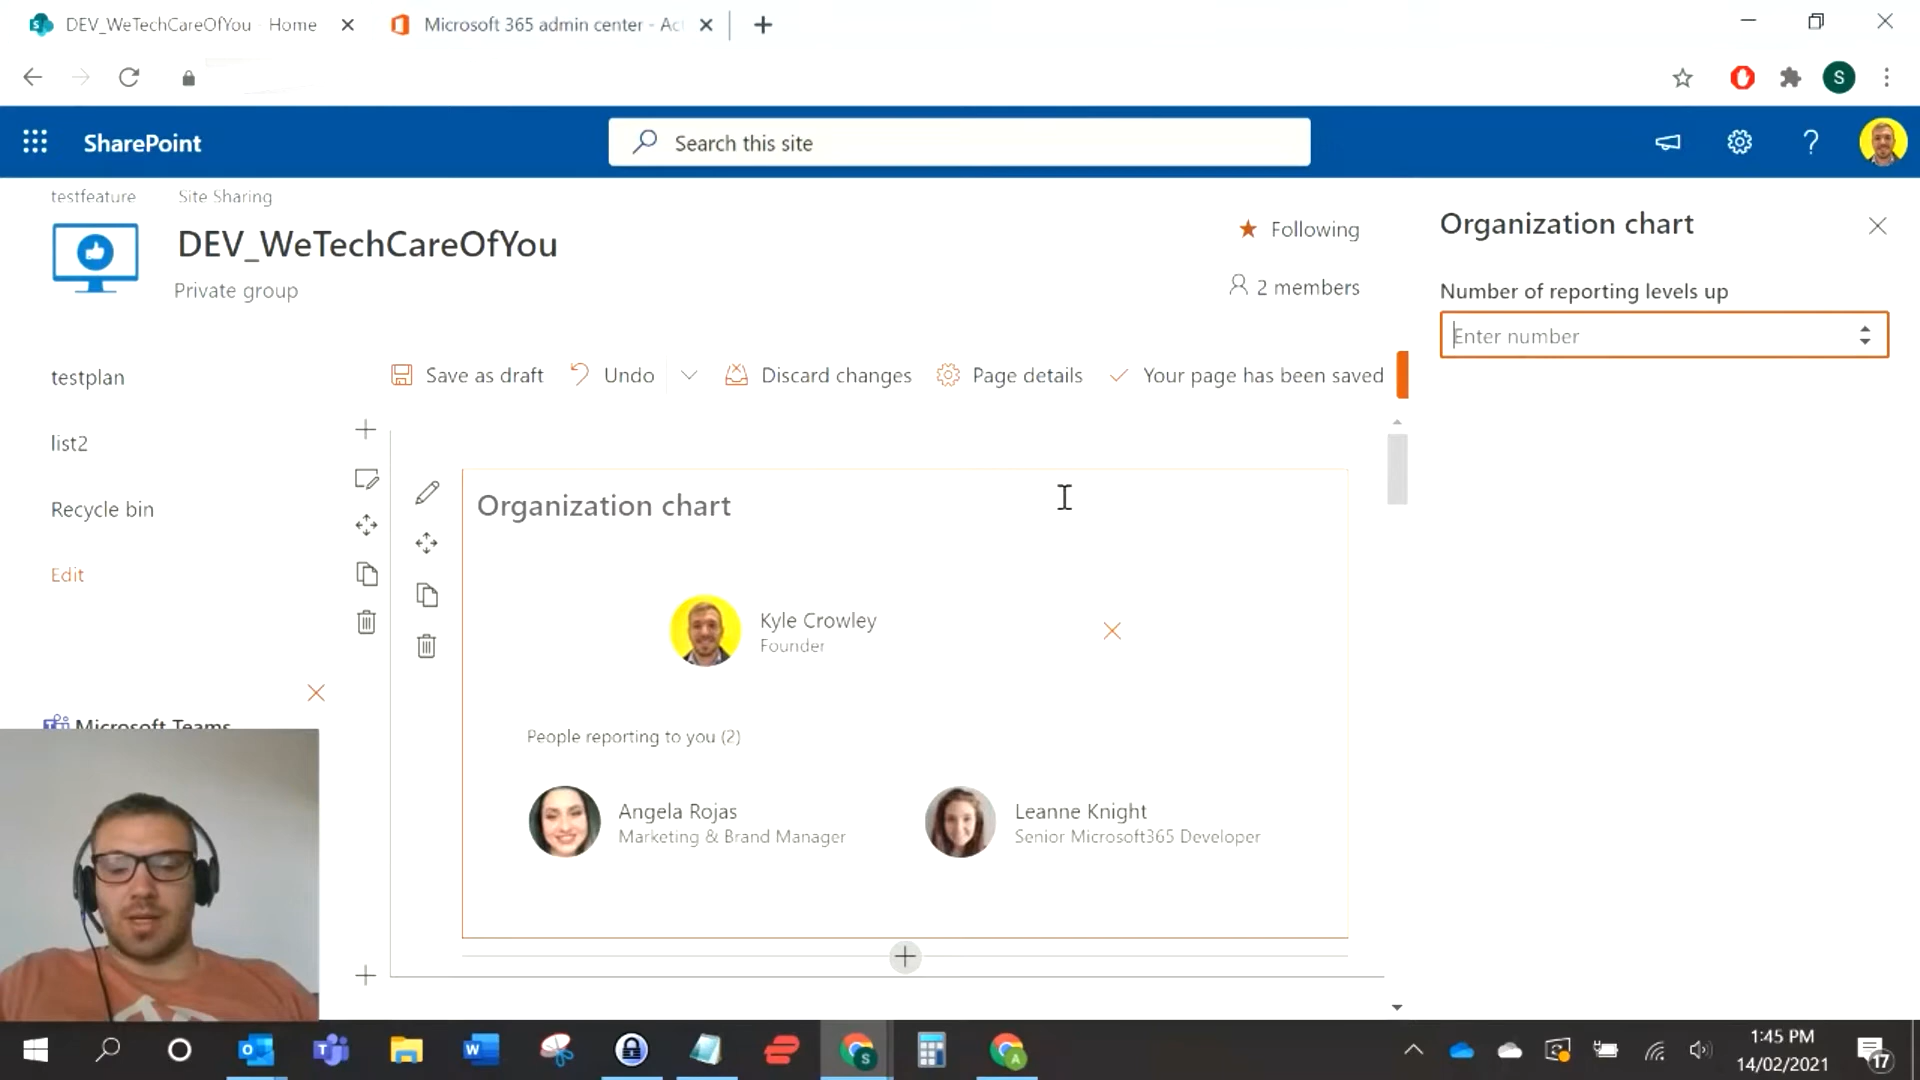 DEV_WeTechCareOfYou - Home
Microsoft 365 admin center - Act
S
SharePoint
Search this site
testfeature
Site Sharing
DEV_WeTechCareOfYou
Private group
Following
2 members
Organization chart
Number of reporting levels up
Enter number
testplan
list2
Recycle bin
Edit
Save as draft
Undo
Discard changes
Page details
Your page has been saved
Organization chart
Kyle Crowley
Founder
People reporting to you (2)
Angela Rojas
Marketing & Brand Manager
Leanne Knight
Senior Microsoft365 Developer
Microsoft Teams
1:45 PM
14/02/2021
17